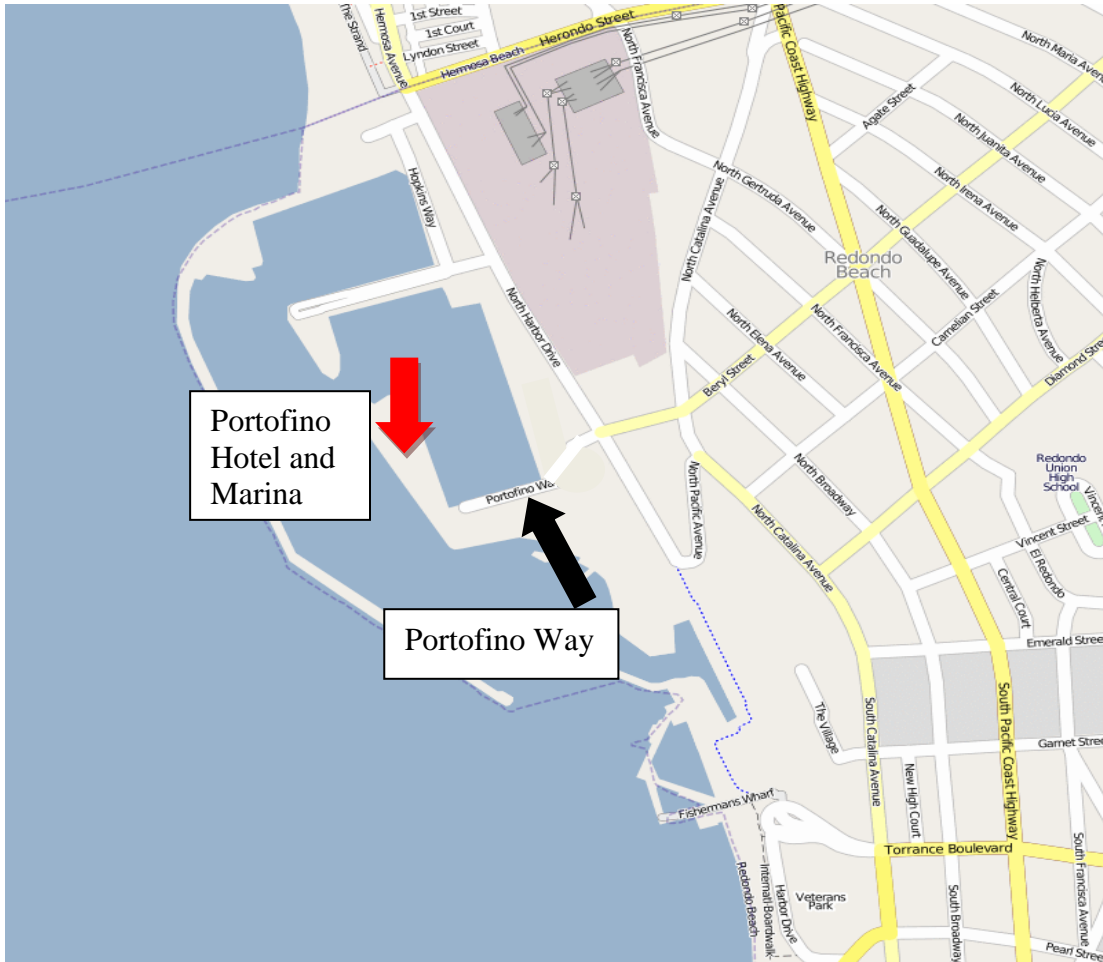 1st Street
1st Court
Lyndon Street
The Strand
Hermosa Avenue
Hermosa Beach
Herondo Street
North Francisca Avenue
Pacific Coast Highway
North Maria Avenue
North Lucia Avenue
North Juanita Avenue
North Irena Avenue
Agate Street
Hopkins Way
North Catalina Avenue
North Gertruda Avenue
North Guadalupe Avenue
Redondo
Beach
North Helberta Avenue
Carnelian Street
Diamond Stre
North Harbor Drive
North Elena Avenue
North Francisca Avenue
Beryl Street
Portofino
Hotel and
Marina
Portofino Wa
North Pacific Avenue
North Broadway
North Catalina Avenue
Redondo
Union
High
School
Vincent
Vincent Street
El Redondo
Central Court
Portofino Way
Emerald Street
The Village
South Catalina Avenue
South Pacific Coast Highway
Garnet Street
New High Court
Fishermans Wharf
Torrance Boulevard
Redondo Beach
Internatl Boardwalk
Harbor Drive
Veterans
Park
South Broadway
South Francisca Avenue
Pearl Street